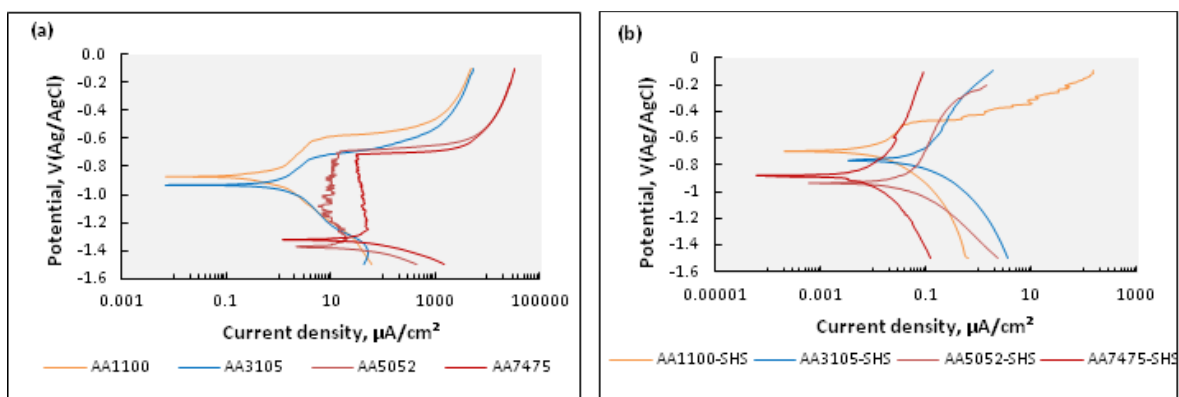 (a)
0.0
-0.2
-0.4
-0.6
-0.8
-1.0
-1.2
-1.4
-1.6
Potential, V(Ag/AgCl)
0.001 0.1 10 1000 100000
Current density, µA/cm²
AA1100 AA3105 AA5052 AA7475
(b)
0
-0.2
-0.4
-0.6
-0.8
-1
-1.2
-1.4
-1.6
Potential, V(Ag/AgCl)
0.00001 0.001 0.1 10 1000
Current density, µA/cm²
AA1100-SHS AA3105-SHS AA5052-SHS AA7475-SHS